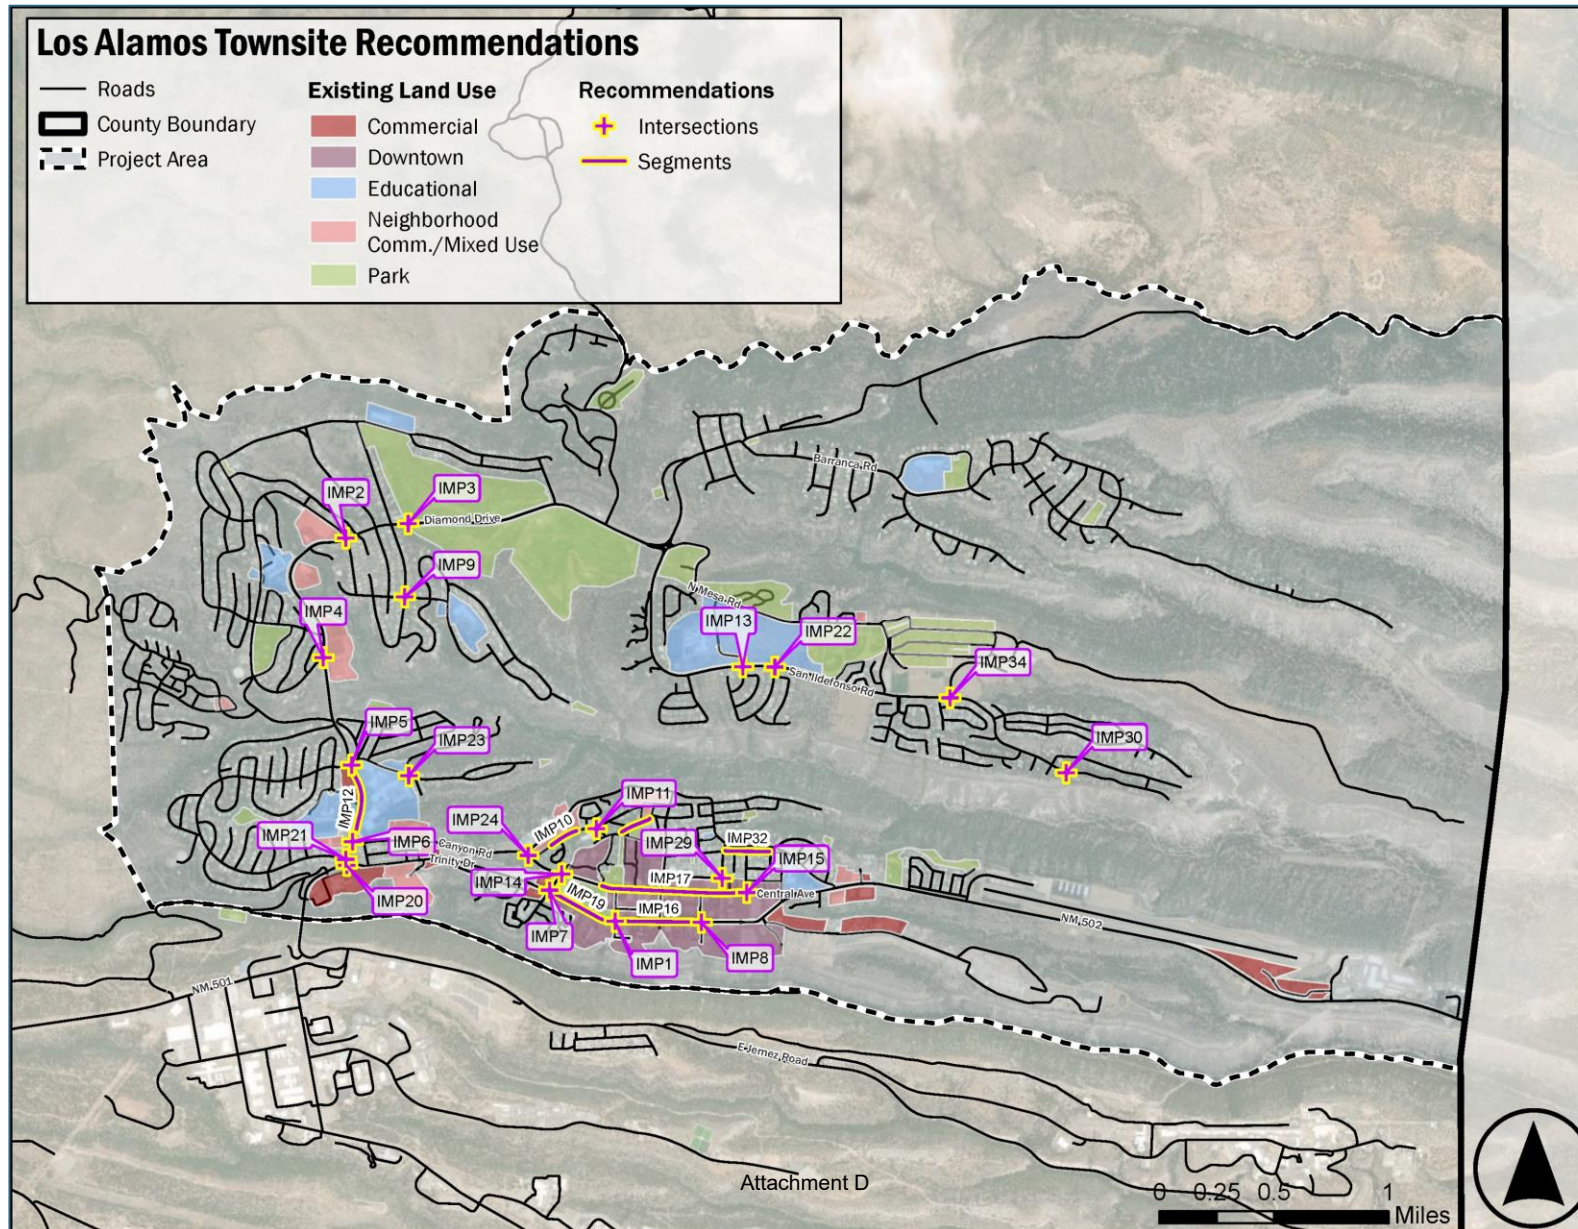 Los Alamos Townsite Recommendations
Roads
County Boundary
Project Area
Existing Land Use
Commercial
Downtown
Educational
Neighborhood
Comm./Mixed Use
Park
Recommendations
Intersections
Segments
Barranca Rd
IMP2
IMP3
Diamond Drive
IMP9
N Mesa Rd
IMP4
IMP13
IMP22
IMP34
San Ildefonso Rd
IMP5
IMP23
IMP30
IMP12
IMP11
IMP24
IMP10
IMP21
IMP6
IMP29
IMP32
Canyon Rd
Trinity Dr
IMP15
IMP14
IMP17
IMP20
IMP19
Central Ave
IMP16
NM 502
IMP7
IMP1
IMP8
NM 501
E Jemez Road
Attachment D
0 0.25 0.5 1
Miles